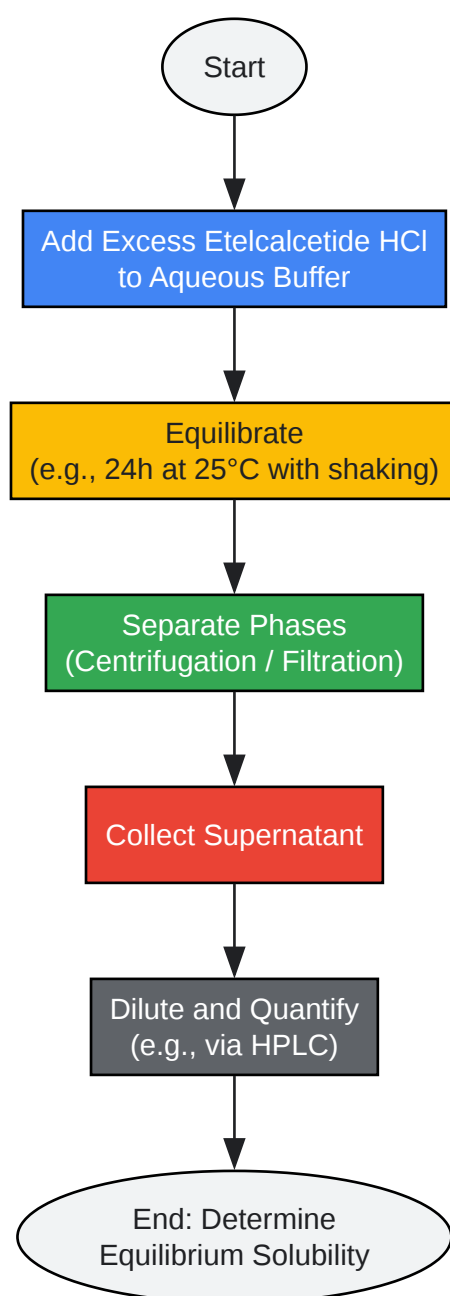 Start
Add Excess Etelcalcetide HCl
to Aqueous Buffer
Equilibrate
(e.g., 24h at 25°C with shaking)
Separate Phases
(Centrifugation / Filtration)
Collect Supernatant
Dilute and Quantify
(e.g., via HPLC)
End: Determine
Equilibrium Solubility